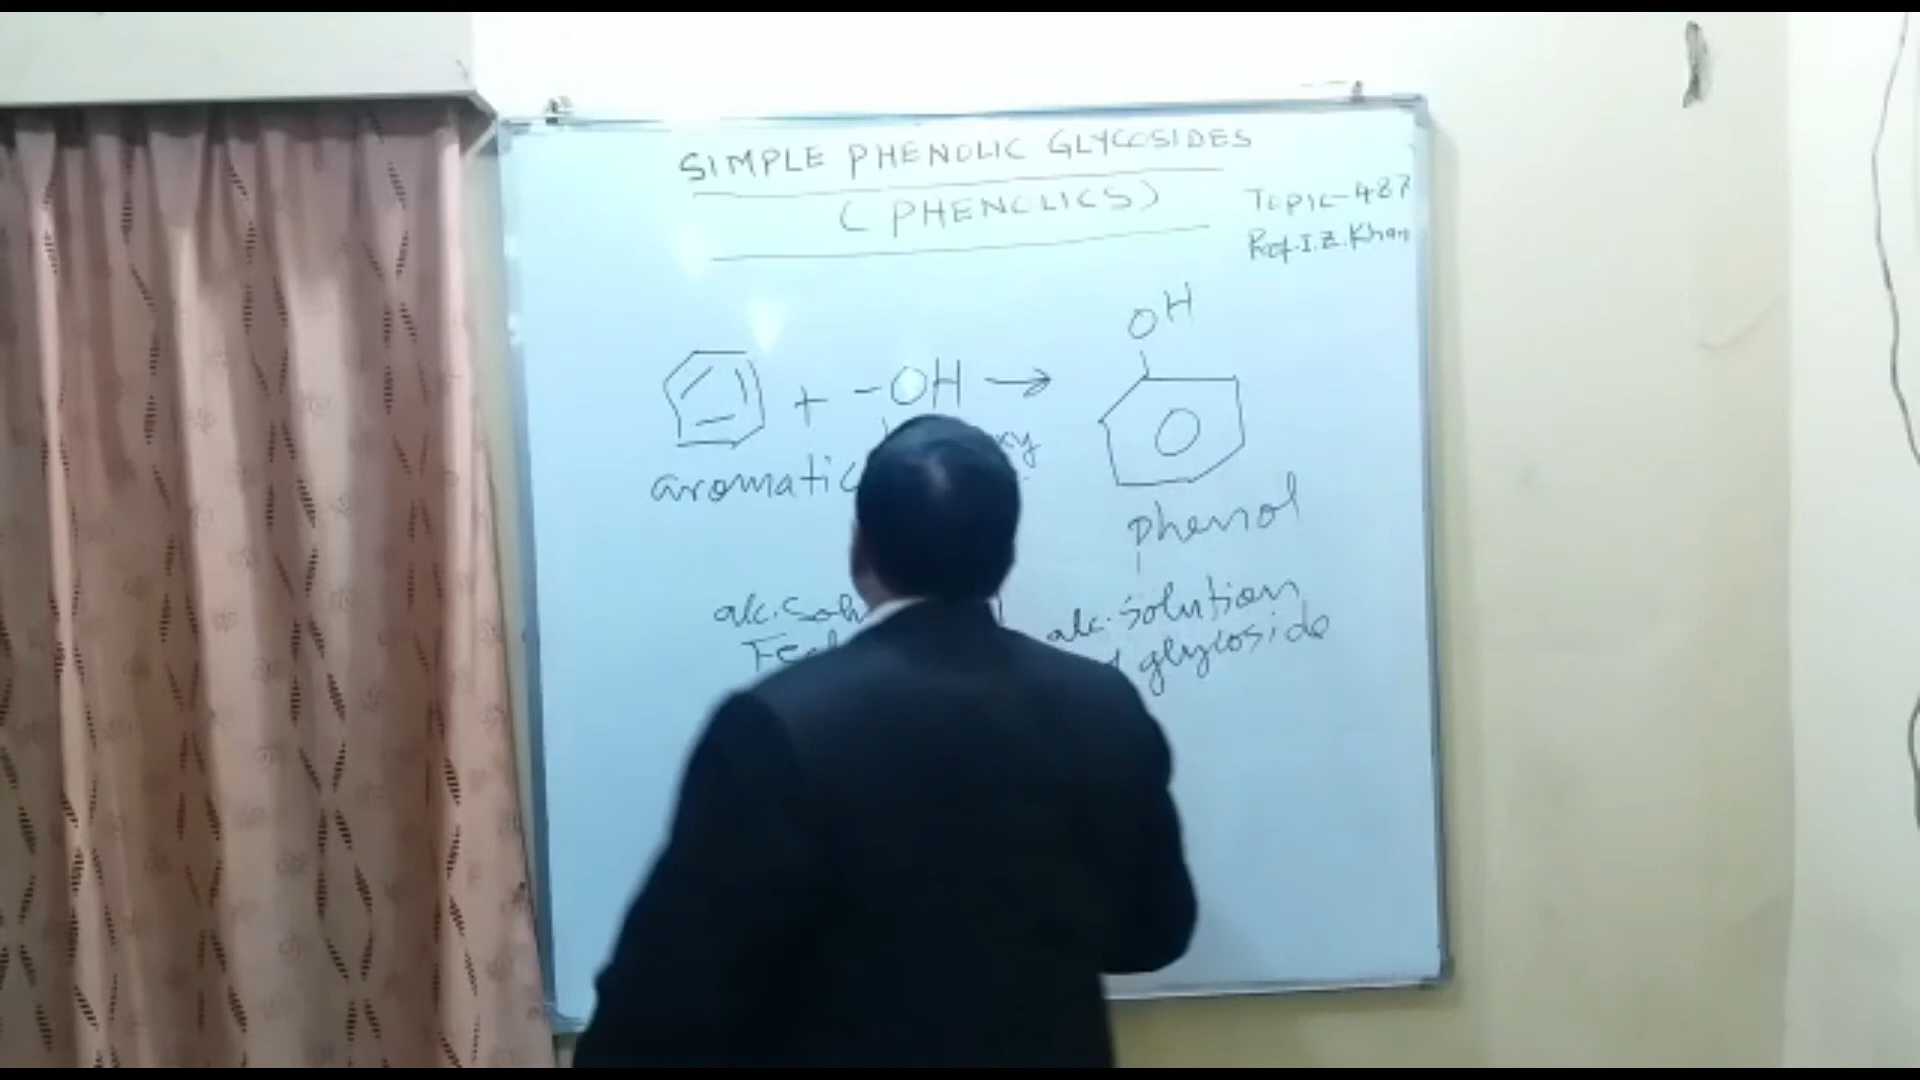 SIMPLE PHENOLIC GLYCOSIDES
(PHENOLICS)
Topic-487
Prof. I.Z. Khan
OH
+ -OH →
aromatic
phenol
alc. solution
glycoside